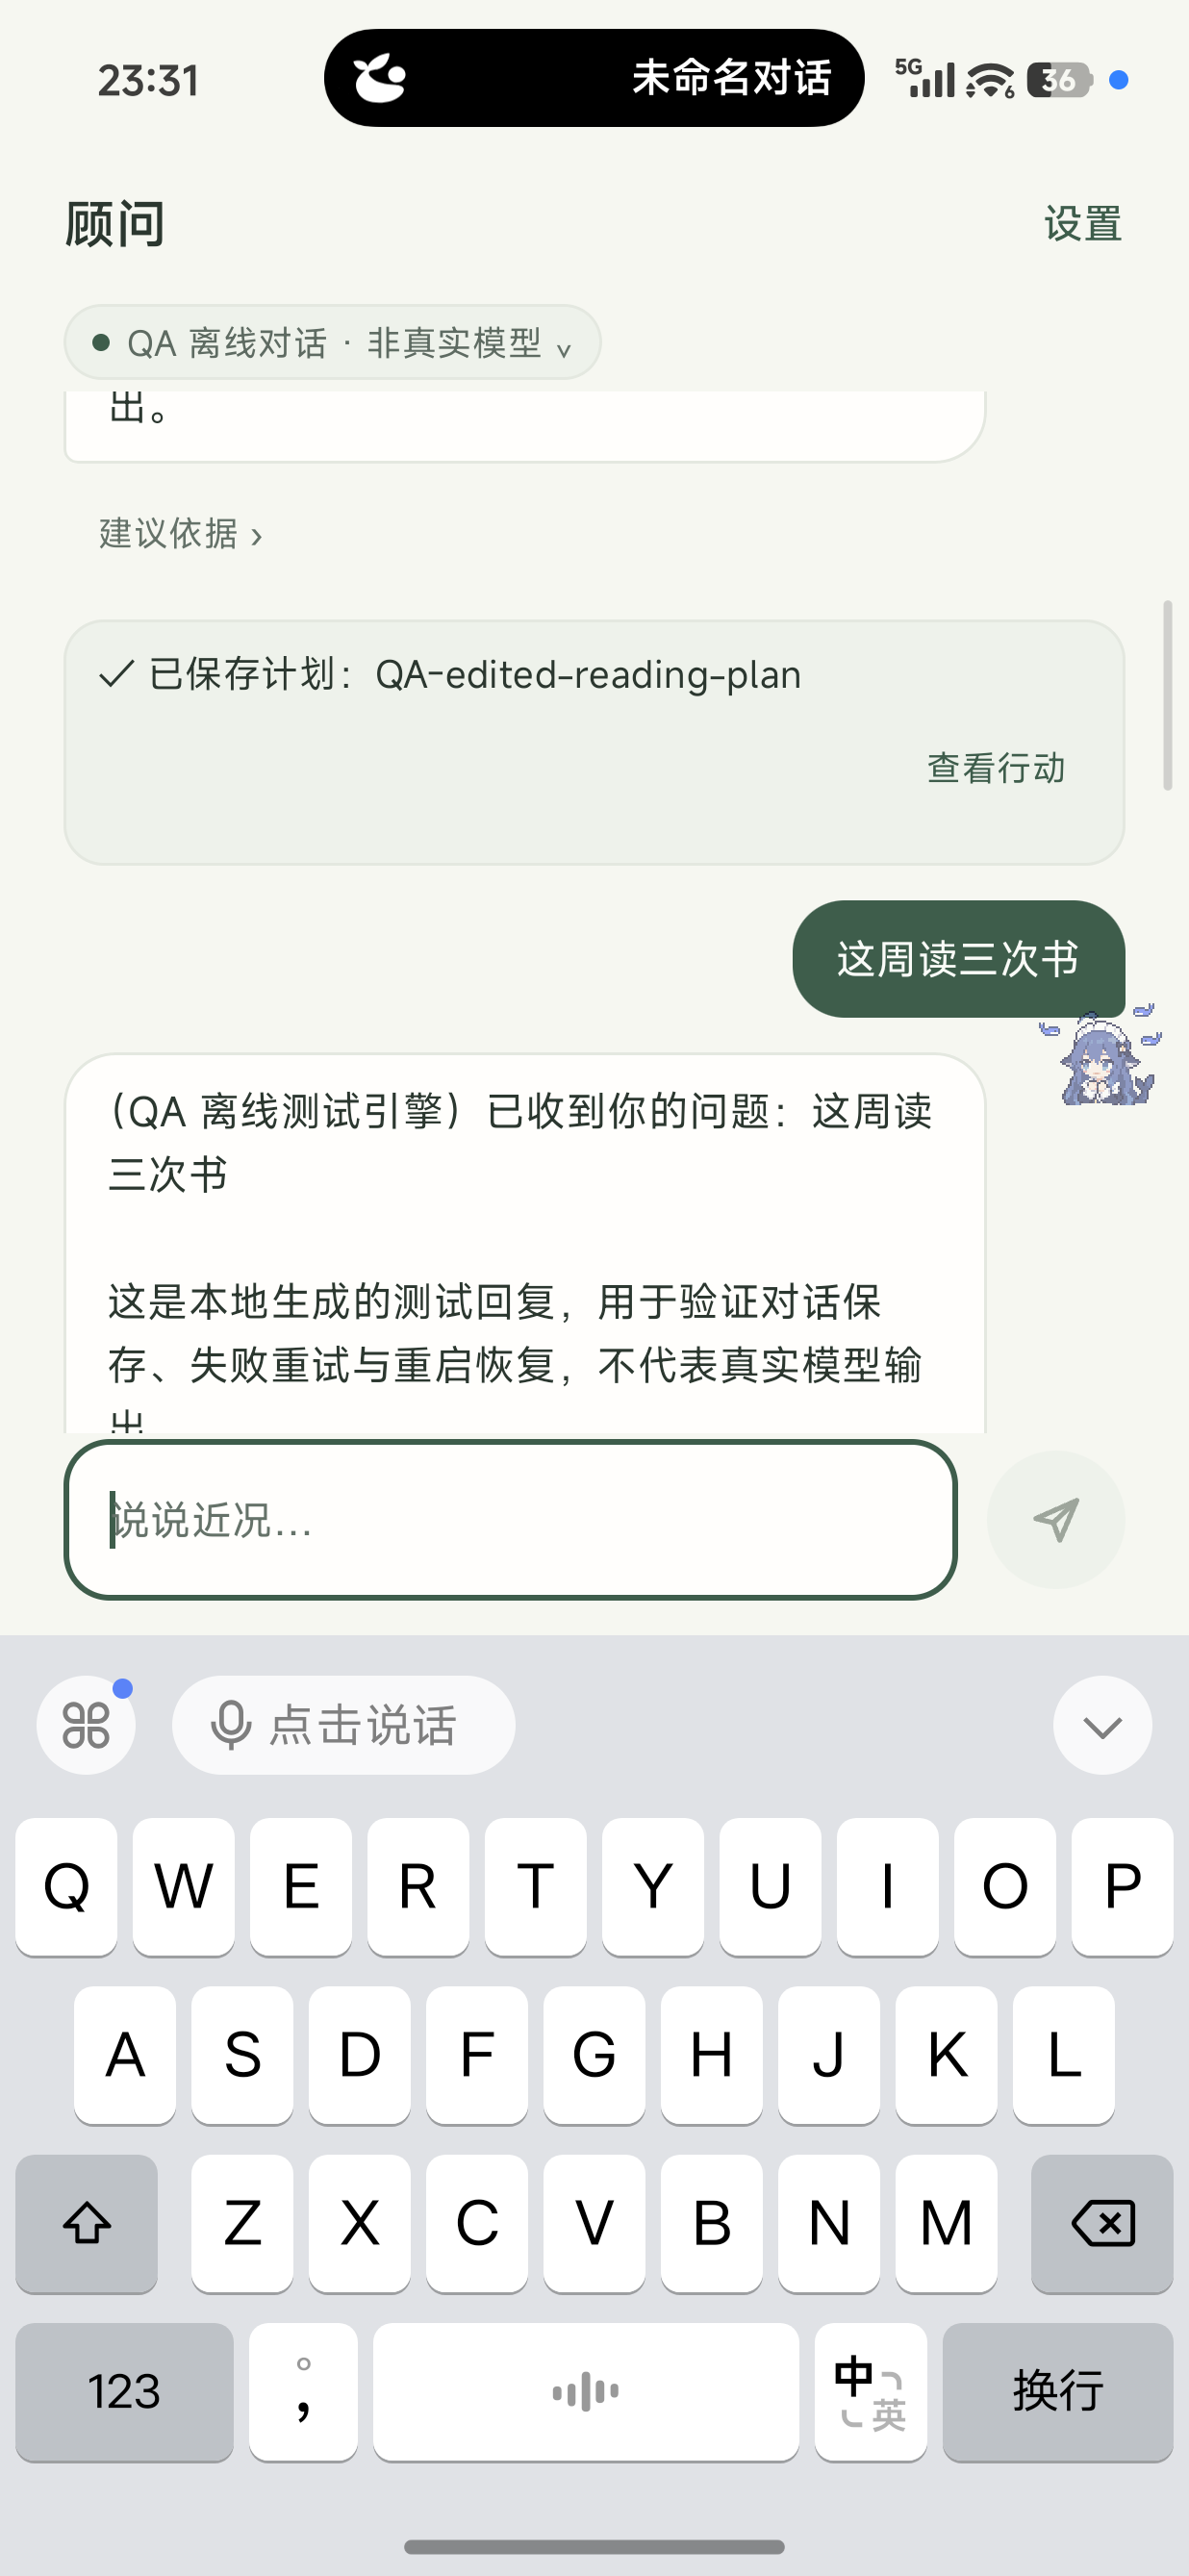 23:31
未命名对话
5G
6
36
顾问
设置
QA 离线对话 · 非真实模型
出。
建议依据 ›
✓ 已保存计划：QA-edited-reading-plan
查看行动
这周读三次书
（QA 离线测试引擎）已收到你的问题：这周读
三次书
这是本地生成的测试回复，用于验证对话保
存、失败重试与重启恢复，不代表真实模型输
出
说说近况...
点击说话
Q W E R T Y U I O P
A S D F G H J K L
Z X C V B N M
123
。
，
中
英
换行